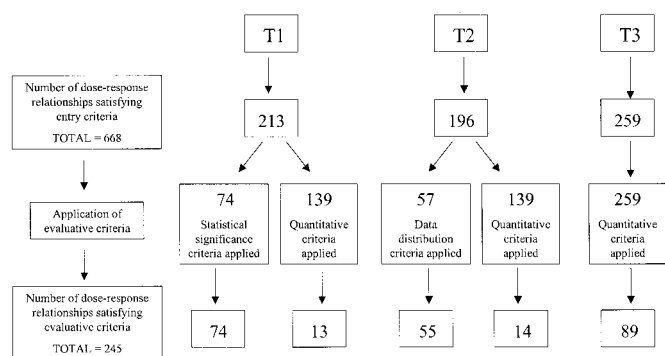 T1
T2
T3
Number of dose-response
relationships satisfying
entry criteria
TOTAL = 668
213
196
259
Application of
evaluative criteria
74
Statistical
significance
criteria applied
139
Quantitative
criteria
applied
57
Data
distribution
criteria applied
139
Quantitative
criteria
applied
259
Quantitative
criteria
applied
Number of dose-response
relationships satisfying
evaluative criteria
TOTAL = 245
74
13
55
14
89